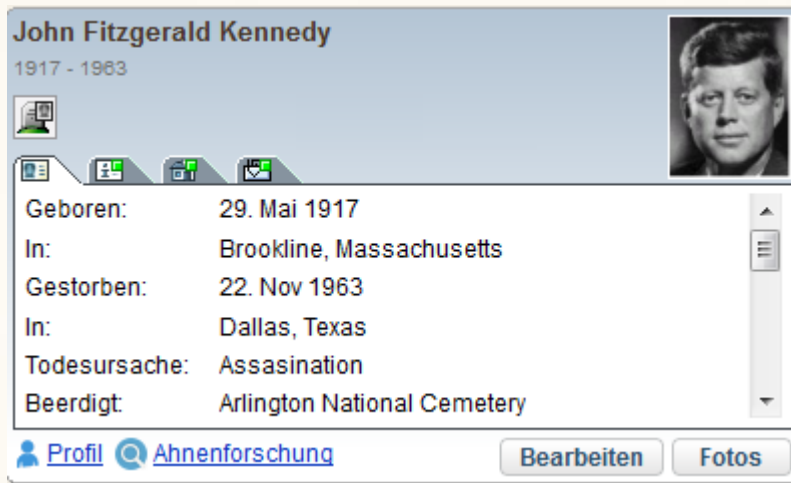 John Fitzgerald Kennedy
1917 - 1963
Geboren: 29. Mai 1917
In: Brookline, Massachusetts
Gestorben: 22. Nov 1963
In: Dallas, Texas
Todesursache: Assasination
Beerdigt: Arlington National Cemetery
Profil Ahnenforschung Bearbeiten Fotos